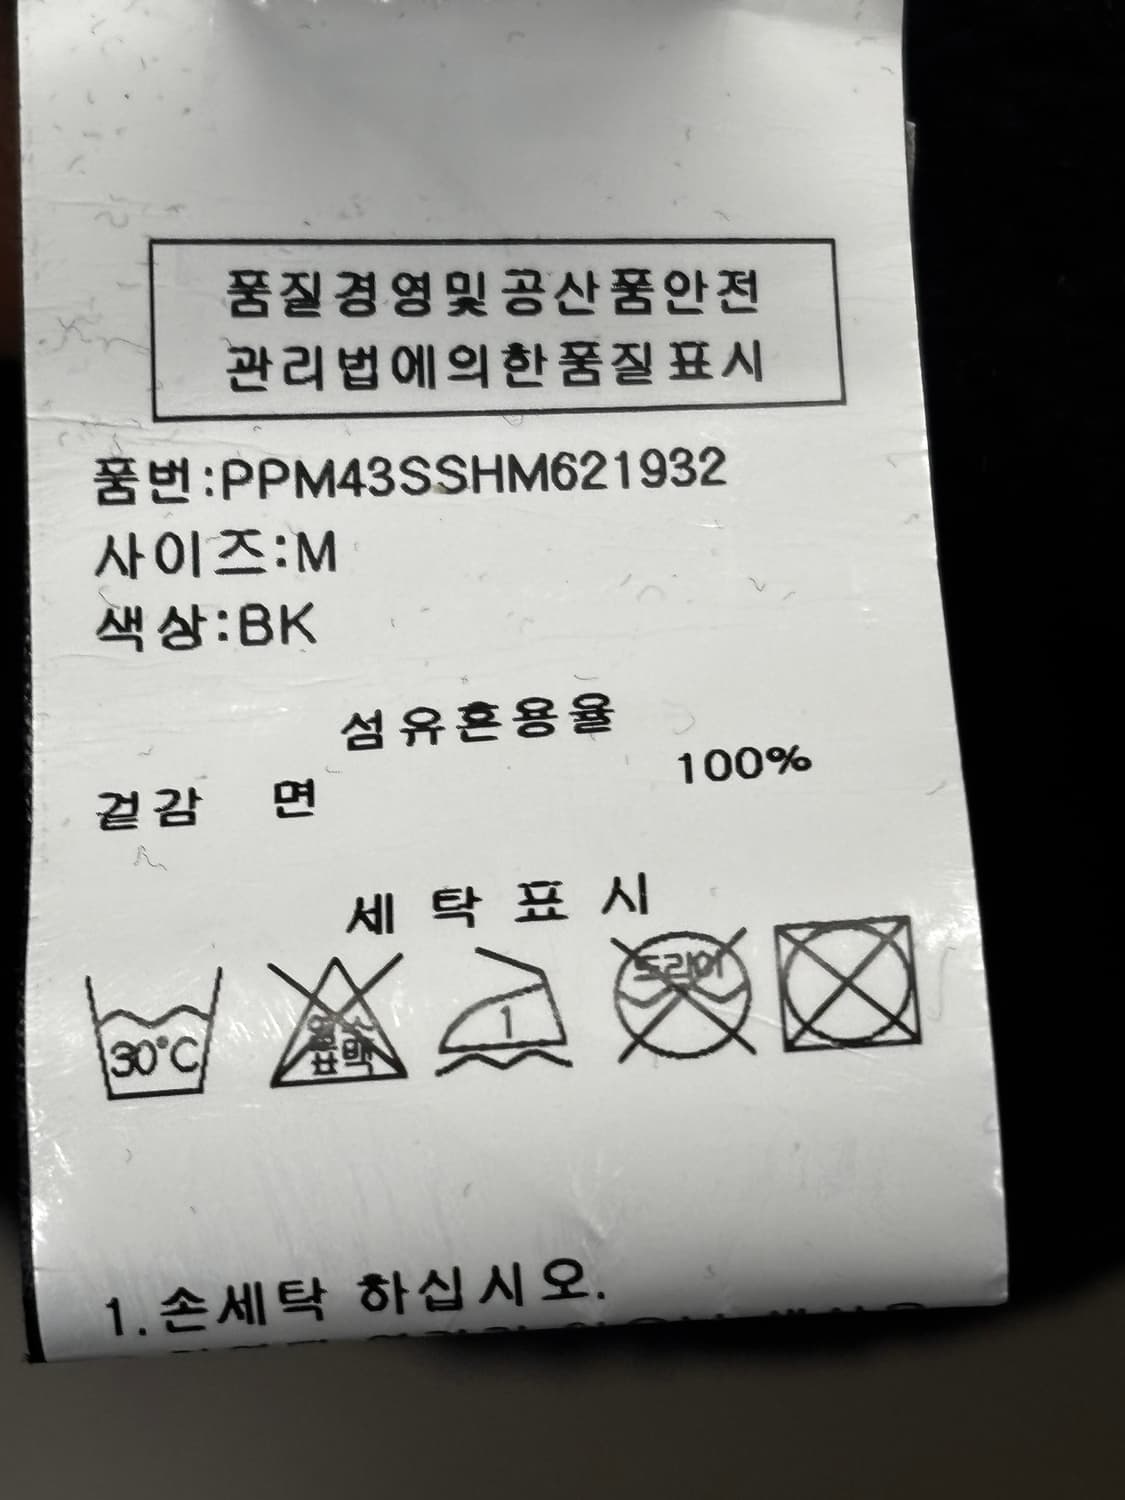 품질경영및공산품안전
관리법에의한품질표시
품번:PPM43SSHM621932
사이즈:M
색상:BK
섬유혼용율
겉감 면 100%
세탁표시
30℃
염소
표백
1
드라이
1.손세탁 하십시오.